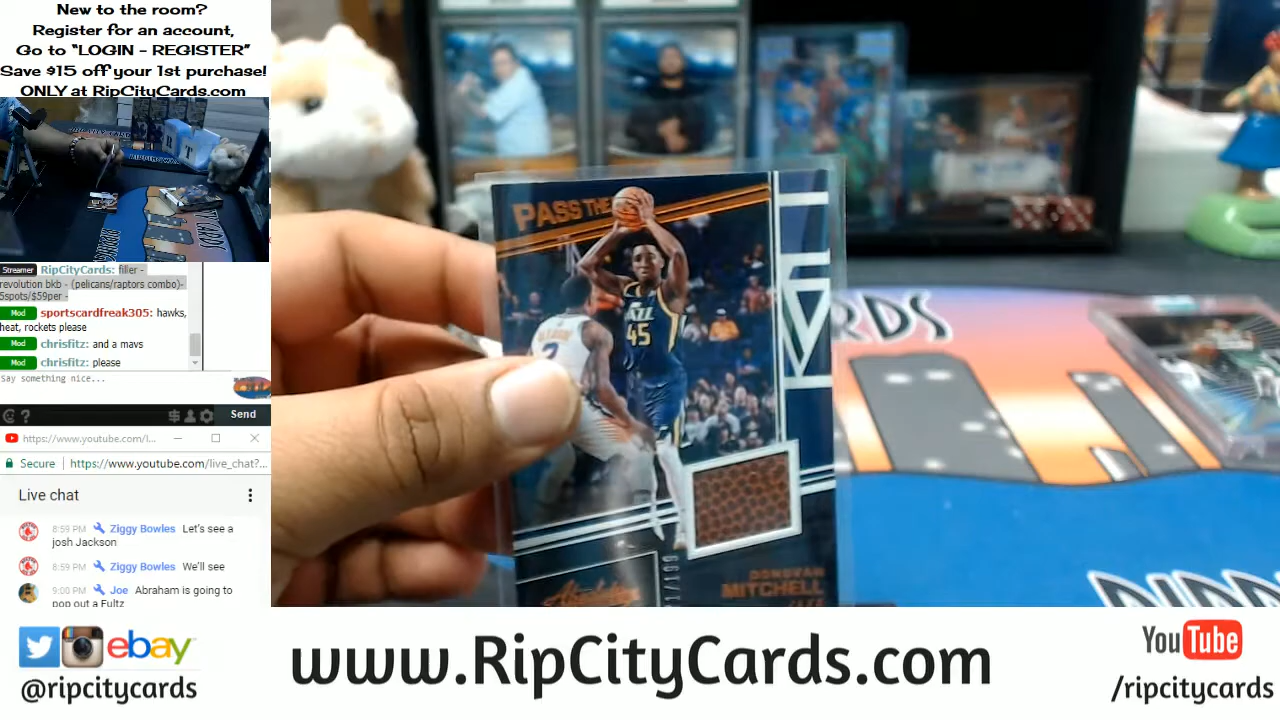 New to the room?
Register for an account,
Go to “LOGIN - REGISTER”
Save $15 off your 1st purchase!
ONLY at RipCityCards.com
Streamer RipCityCards: filler -
revolution bkb - (pelicans/raptors combo)-
5spots/$59per -
Mod sportscardfreak305: hawks,
heat, rockets please
Mod chrisfitz: and a mavs
Mod chrisfitz: please
Say something nice...
Send
https://www.youtube.com/l...
Secure https://www.youtube.com/live_chat?...
Live chat
8:59 PM Ziggy Bowles Let's see a
josh Jackson
8:59 PM Ziggy Bowles We'll see
9:00 PM Joe Abraham is going to
pop out a Fultz
PASS THE
45
Absolute
/199
DONOVAN
MITCHELL
RDS
ebay
@ripcitycards
www.RipCityCards.com
YouTube
/ripcitycards